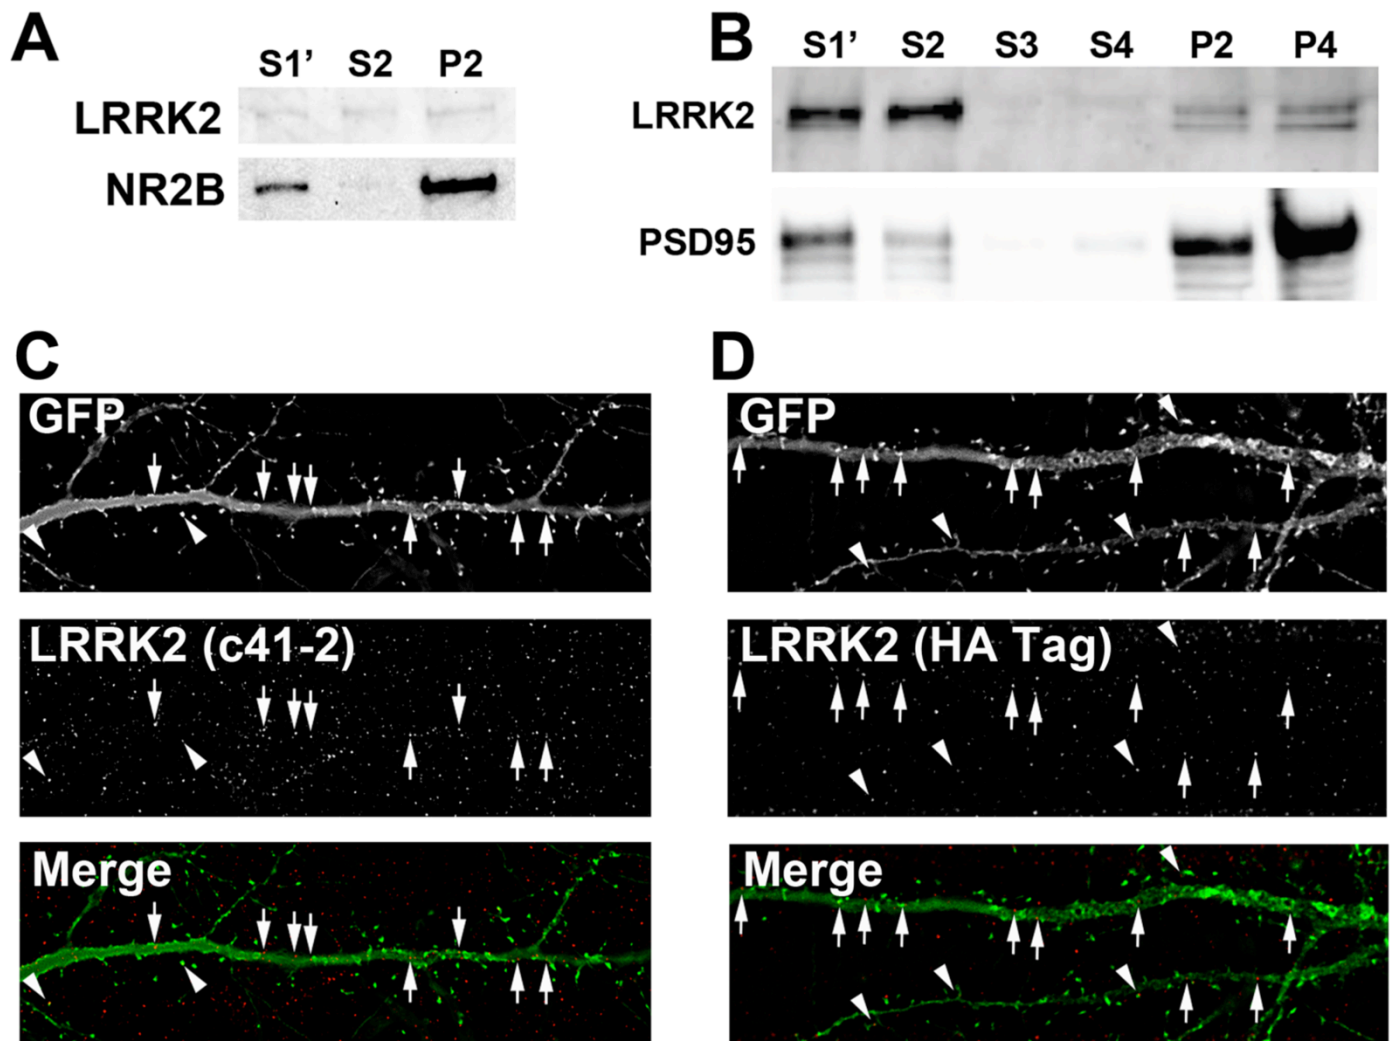 A
S1’ S2 P2
LRRK2
NR2B
B
S1’ S2 S3 S4 P2 P4
LRRK2
PSD95
C
GFP
LRRK2 (c41-2)
Merge
D
GFP
LRRK2 (HA Tag)
Merge